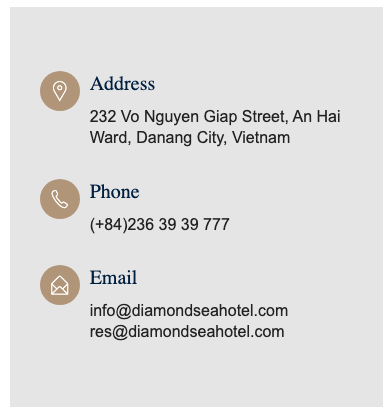 Address
232 Vo Nguyen Giap Street, An Hai
Ward, Danang City, Vietnam
Phone
(+84)236 39 39 777
Email
info@diamondseahotel.com
res@diamondseahotel.com